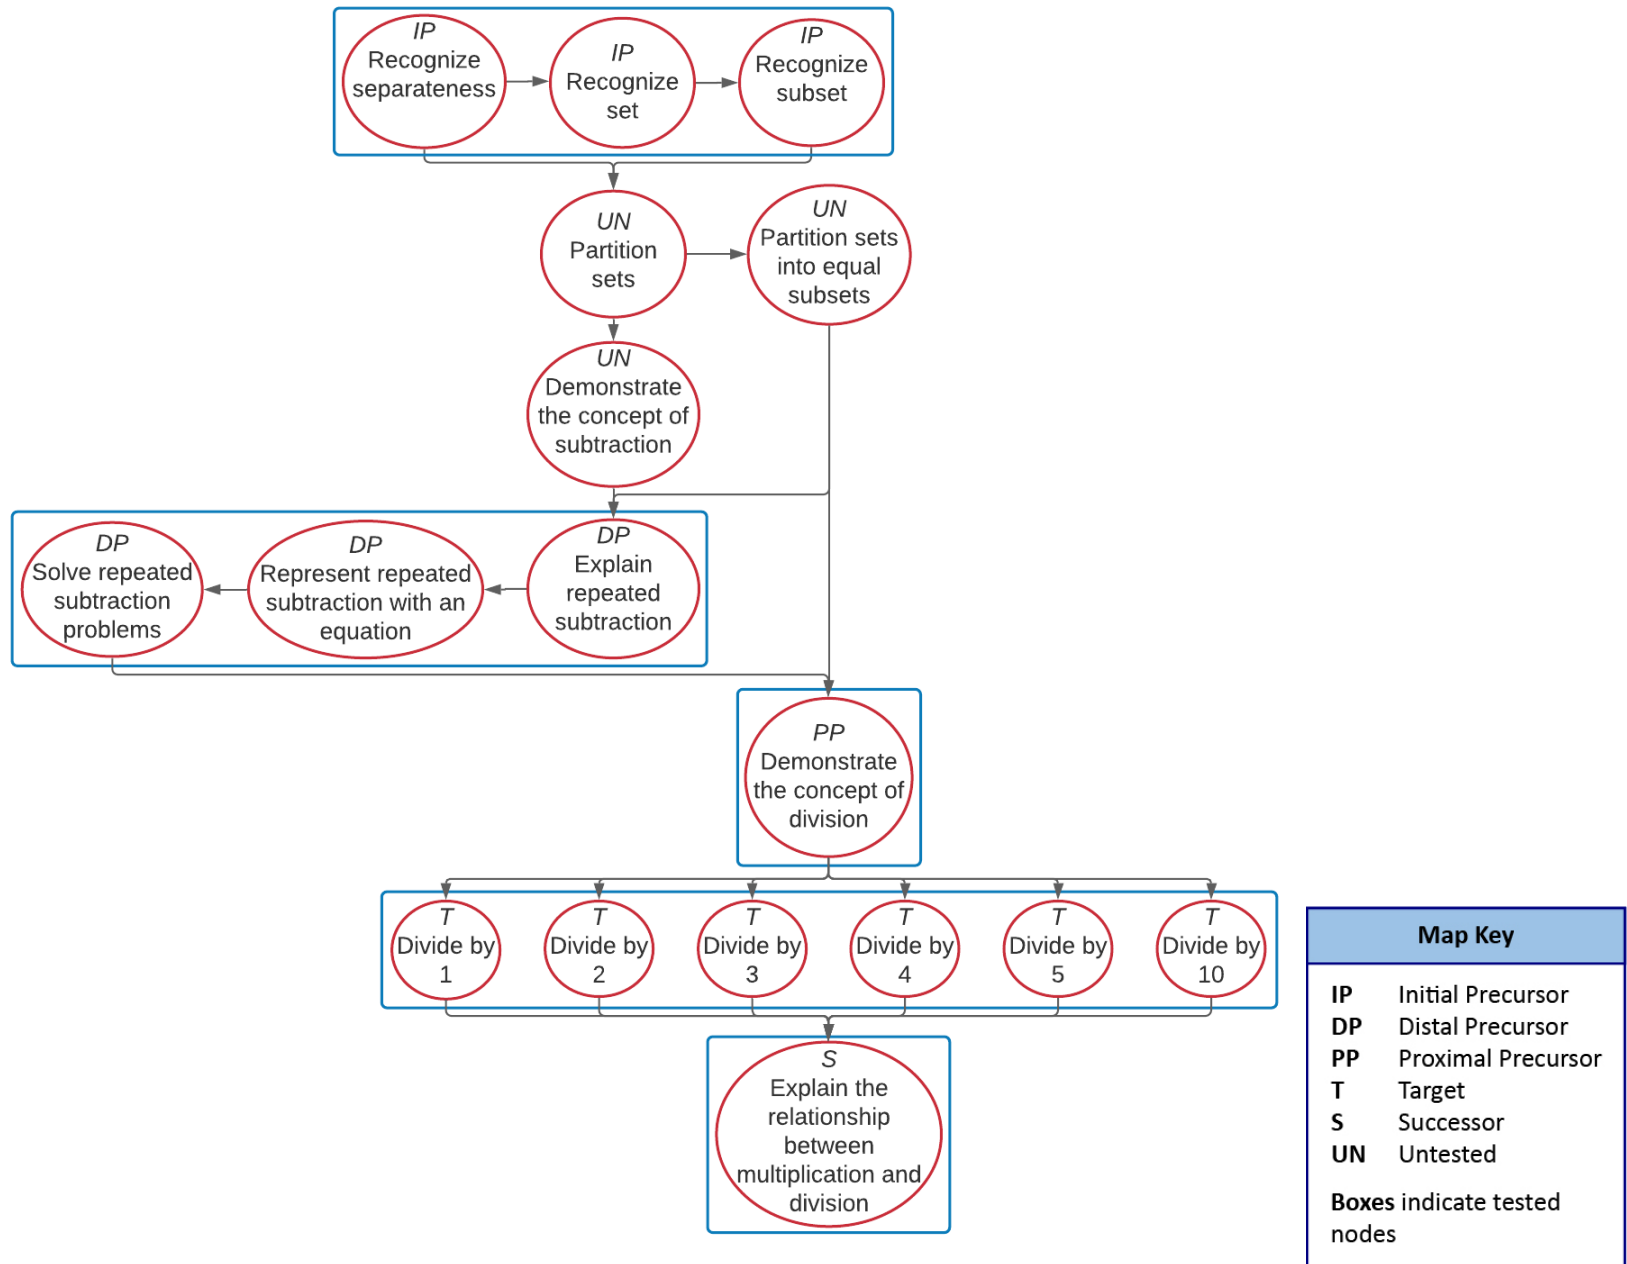 IP
Recognize
separateness
IP
Recognize
set
IP
Recognize
subset
UN
Partition
sets
UN
Partition sets
into equal
subsets
UN
Demonstrate
the concept of
subtraction
DP
Solve repeated
subtraction
problems
DP
Represent repeated
subtraction with an
equation
DP
Explain
repeated
subtraction
PP
Demonstrate
the concept of
division
T
Divide by
1
T
Divide by
2
T
Divide by
3
T
Divide by
4
T
Divide by
5
T
Divide by
10
S
Explain the
relationship
between
multiplication and
division
Map Key
IP Initial Precursor
DP Distal Precursor
PP Proximal Precursor
T Target
S Successor
UN Untested
Boxes indicate tested
nodes